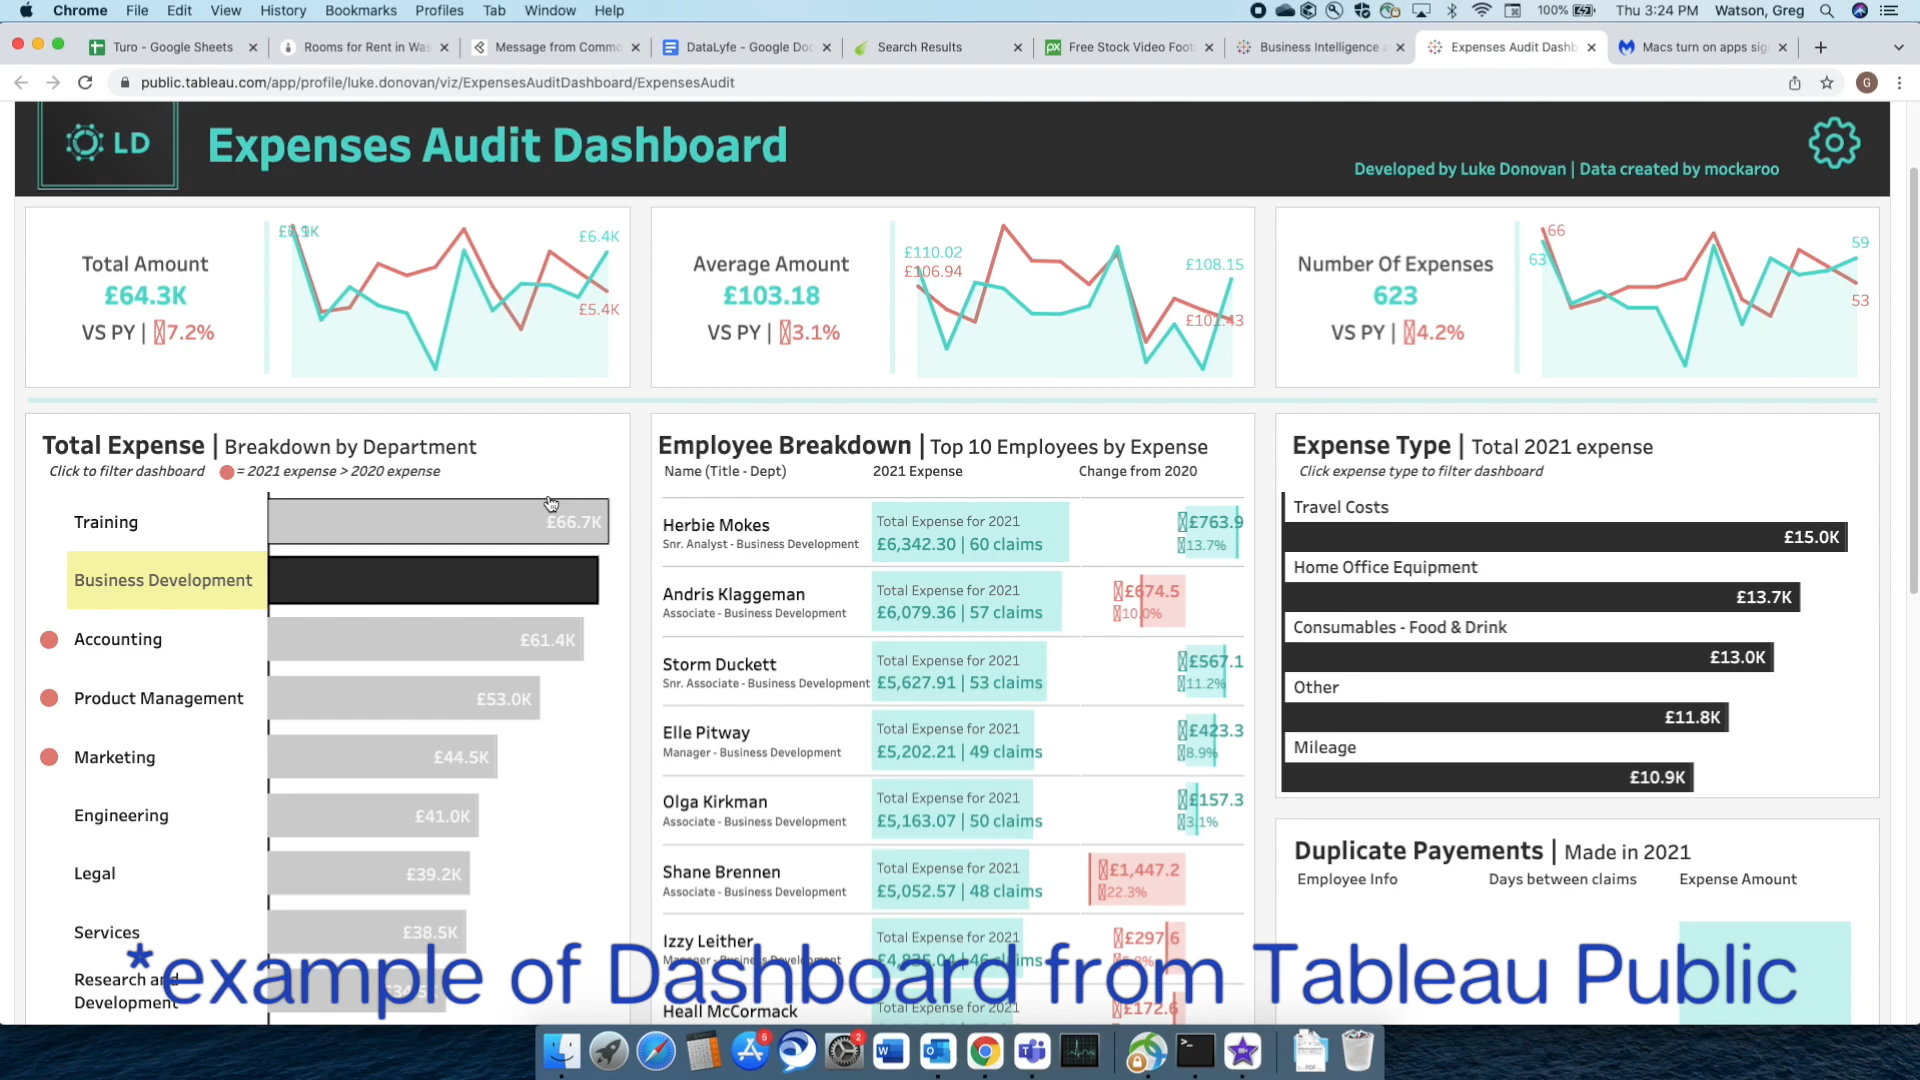 Chrome File Edit View History Bookmarks Profiles Tab Window Help
100% Thu 3:24 PM Watson, Greg
Turo - Google Sheets
Rooms for Rent in Was
Message from Commo
DataLyfe - Google Doc
Search Results
Free Stock Video Foot
Business Intelligence a
Expenses Audit Dashb
Macs turn on apps sig
public.tableau.com/app/profile/luke.donovan/viz/ExpensesAuditDashboard/ExpensesAudit
G
LD
Expenses Audit Dashboard
Developed by Luke Donovan | Data created by mockaroo
Total Amount
£64.3K
VS PY | 7.2%
£6.4K
£5.4K
Average Amount
£103.18
VS PY | 3.1%
£110.02
£106.94
£108.15
£101.43
Number Of Expenses
623
VS PY | 4.2%
66
63
59
53
Total Expense | Breakdown by Department
Click to filter dashboard = 2021 expense > 2020 expense
Training £66.7K
Business Development
Accounting £61.4K
Product Management £53.0K
Marketing £44.5K
Engineering £41.0K
Legal £39.2K
Services £38.5K
Research and
Development
Employee Breakdown | Top 10 Employees by Expense
Name (Title - Dept) 2021 Expense Change from 2020
Herbie Mokes Total Expense for 2021 £763.9
Snr. Analyst - Business Development £6,342.30 | 60 claims 13.7%
Andris Klaggeman Total Expense for 2021 £674.5
Associate - Business Development £6,079.36 | 57 claims 10.0%
Storm Duckett Total Expense for 2021 £567.1
Snr. Associate - Business Development £5,627.91 | 53 claims 11.2%
Elle Pitway Total Expense for 2021 £423.3
Manager - Business Development £5,202.21 | 49 claims 8.9%
Olga Kirkman Total Expense for 2021 £157.3
Associate - Business Development £5,163.07 | 50 claims 3.1%
Shane Brennen Total Expense for 2021 £1,447.2
Associate - Business Development £5,052.57 | 48 claims 22.3%
Izzy Leither Total Expense for 2021 £297.6
Manager - Business Development 46 claims
Heall McCormack Total Expense for 2021 £172.6
Expense Type | Total 2021 expense
Click expense type to filter dashboard
Travel Costs
£15.0K
Home Office Equipment
£13.7K
Consumables - Food & Drink
£13.0K
Other
£11.8K
Mileage
£10.9K
Duplicate Payements | Made in 2021
Employee Info Days between claims Expense Amount
*example of Dashboard from Tableau Public